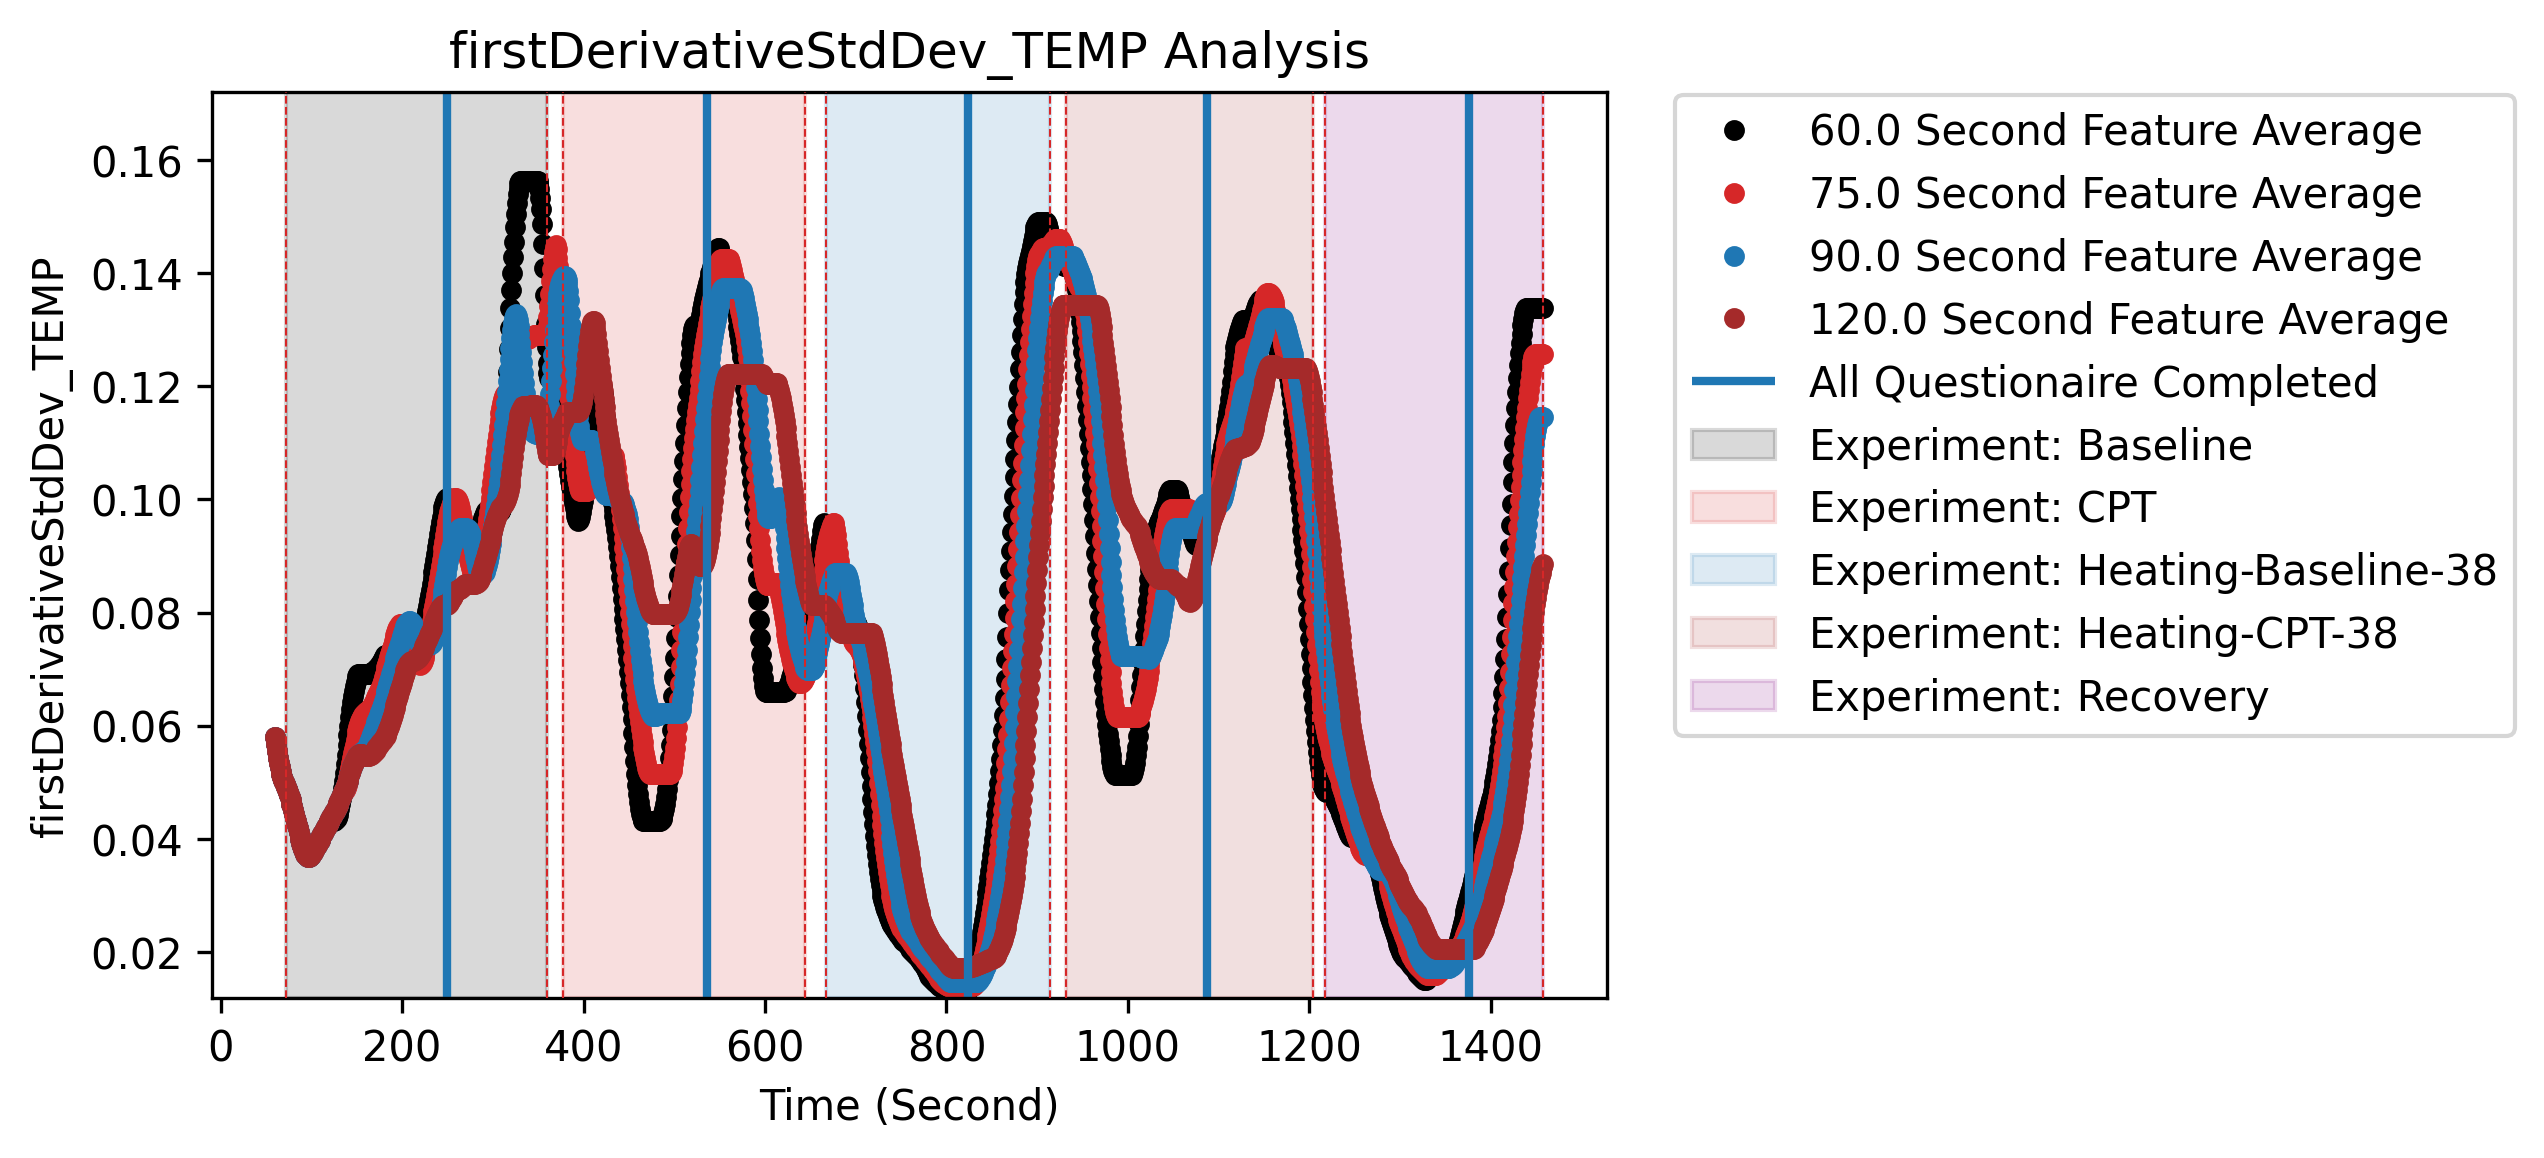 firstDerivativeStdDev_TEMP Analysis
firstDerivativeStdDev_TEMP
0.16
0.14
0.12
0.10
0.08
0.06
0.04
0.02
0 200 400 600 800 1000 1200 1400
Time (Second)
60.0 Second Feature Average
75.0 Second Feature Average
90.0 Second Feature Average
120.0 Second Feature Average
All Questionaire Completed
Experiment: Baseline
Experiment: CPT
Experiment: Heating-Baseline-38
Experiment: Heating-CPT-38
Experiment: Recovery